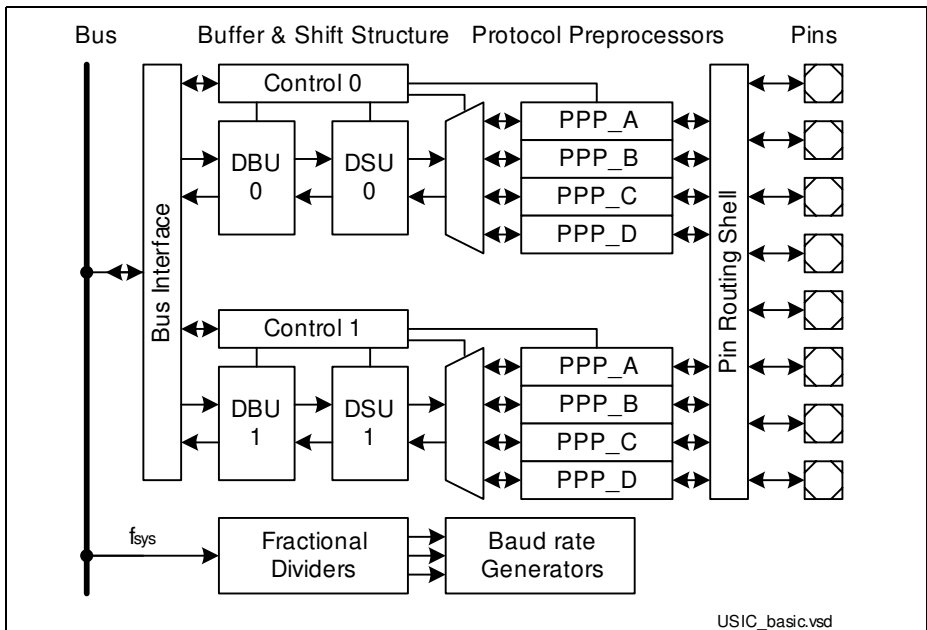 Bus Buffer & Shift Structure Protocol Preprocessors Pins
Control 0
DBU
0
DSU
0
PPP_A
PPP_B
PPP_C
PPP_D
Bus Interface
Pin Routing Shell
Control 1
DBU
1
DSU
1
PPP_A
PPP_B
PPP_C
PPP_D
fsys
Fractional
Dividers
Baud rate
Generators
USIC_basic.vsd